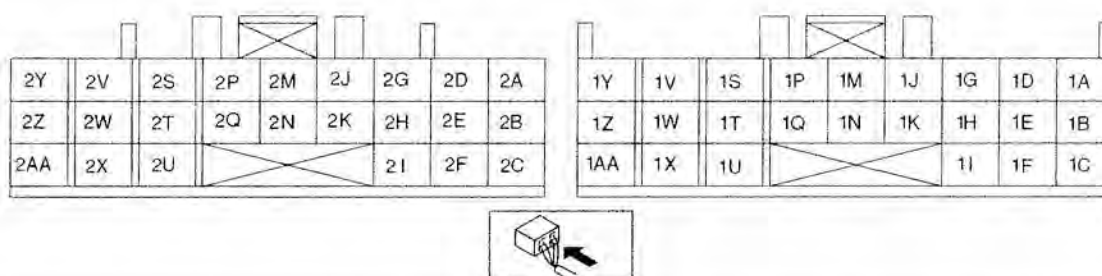 2Y 2V 2S 2P 2M 2J 2G 2D 2A
2Z 2W 2T 2Q 2N 2K 2H 2E 2B
2AA 2X 2U 2I 2F 2C
1Y 1V 1S 1P 1M 1J 1G 1D 1A
1Z 1W 1T 1Q 1N 1K 1H 1E 1B
1AA 1X 1U 1I 1F 1C